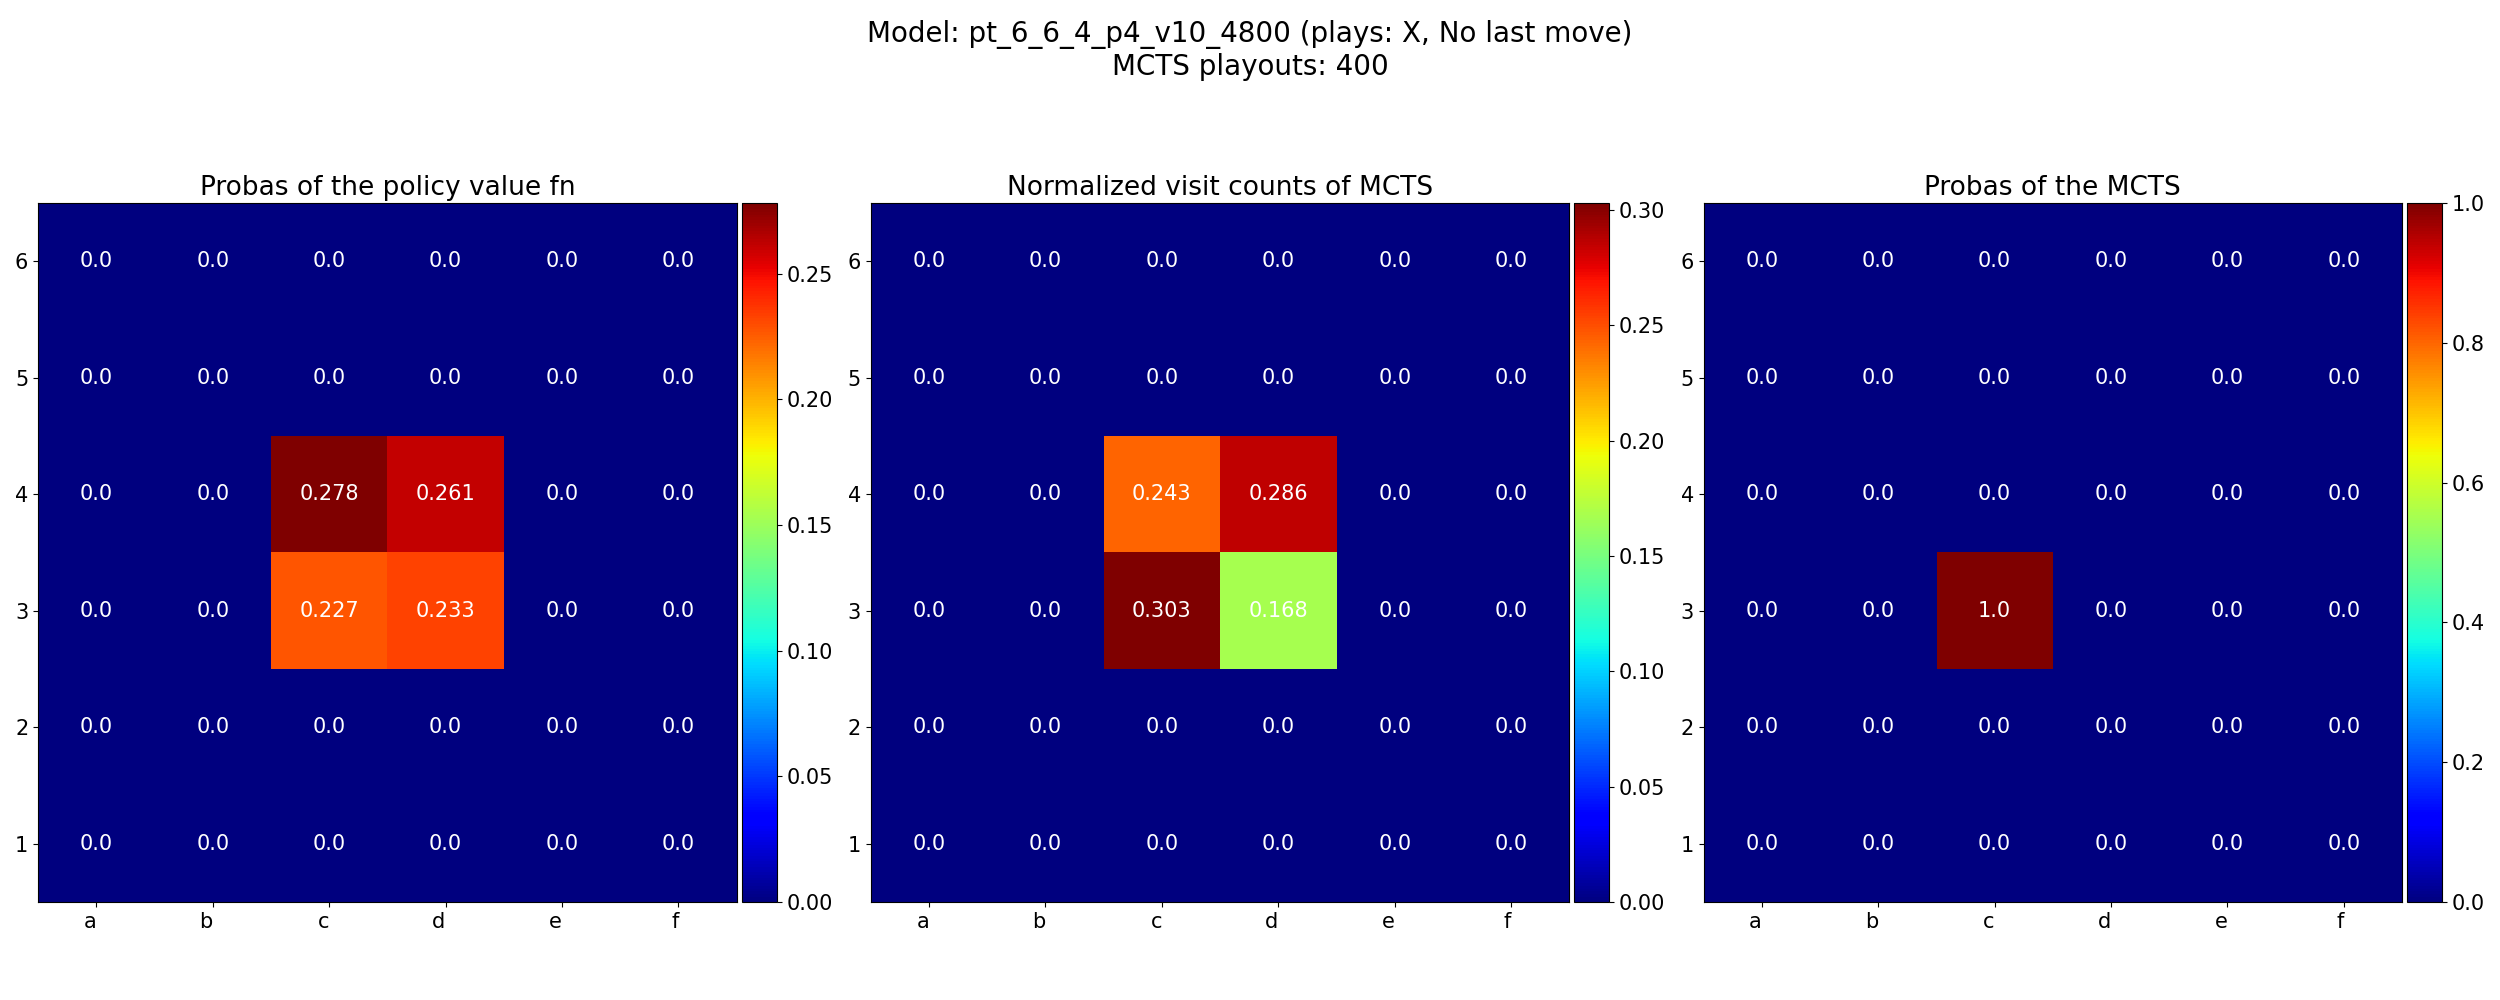 Model: pt_6_6_4_p4_v10_4800 (plays: X, No last move)
MCTS playouts: 400
Probas of the policy value fn
6 0.0 0.0 0.0 0.0 0.0 0.0
5 0.0 0.0 0.0 0.0 0.0 0.0
4 0.0 0.0 0.278 0.261 0.0 0.0
3 0.0 0.0 0.227 0.233 0.0 0.0
2 0.0 0.0 0.0 0.0 0.0 0.0
1 0.0 0.0 0.0 0.0 0.0 0.0
a b c d e f
0.25
0.20
0.15
0.10
0.05
0.00
Normalized visit counts of MCTS
6 0.0 0.0 0.0 0.0 0.0 0.0
5 0.0 0.0 0.0 0.0 0.0 0.0
4 0.0 0.0 0.243 0.286 0.0 0.0
3 0.0 0.0 0.303 0.168 0.0 0.0
2 0.0 0.0 0.0 0.0 0.0 0.0
1 0.0 0.0 0.0 0.0 0.0 0.0
a b c d e f
0.30
0.25
0.20
0.15
0.10
0.05
0.00
Probas of the MCTS
6 0.0 0.0 0.0 0.0 0.0 0.0
5 0.0 0.0 0.0 0.0 0.0 0.0
4 0.0 0.0 0.0 0.0 0.0 0.0
3 0.0 0.0 1.0 0.0 0.0 0.0
2 0.0 0.0 0.0 0.0 0.0 0.0
1 0.0 0.0 0.0 0.0 0.0 0.0
a b c d e f
1.0
0.8
0.6
0.4
0.2
0.0